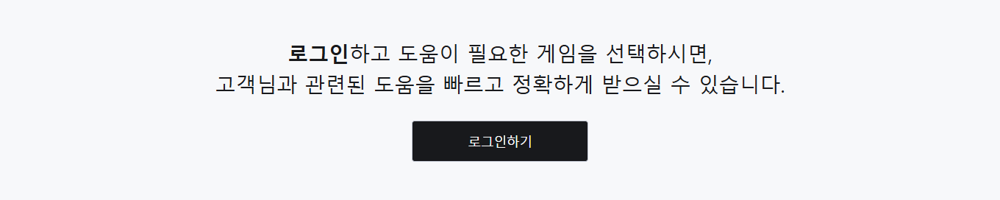 로그인하고 도움이 필요한 게임을 선택하시면,
고객님과 관련된 도움을 빠르고 정확하게 받으실 수 있습니다.
로그인하기